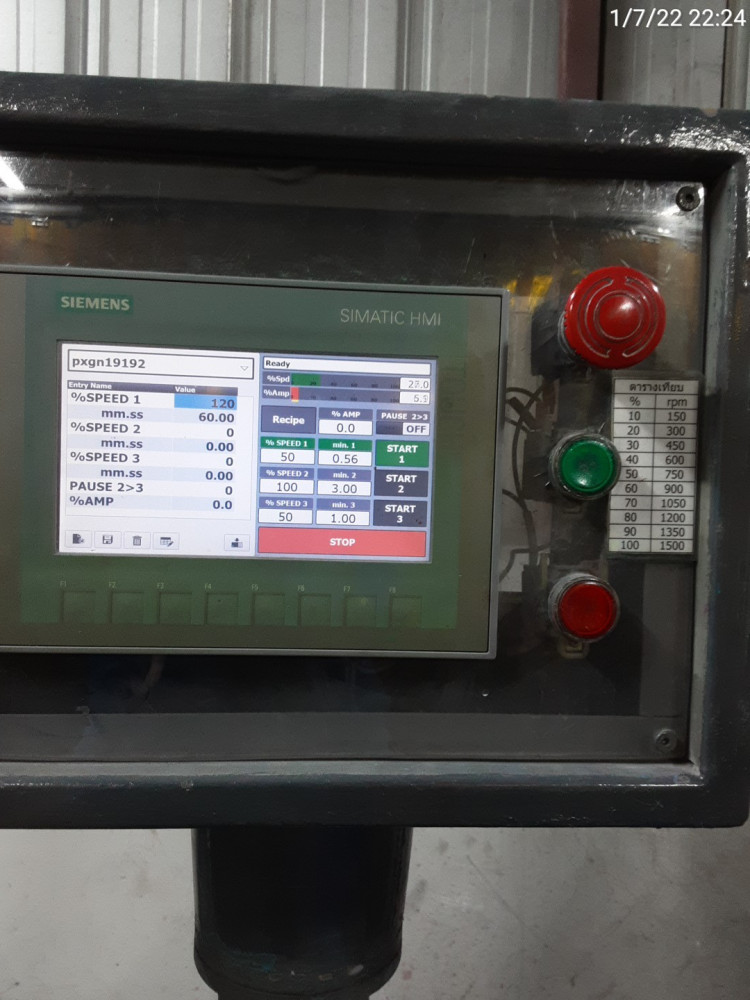 1/7/22 22:24
SIEMENS
SIMATIC HMI
pxgn19192
Entry Name Value
%SPEED 1 120
mm.ss 60.00
%SPEED 2 0
mm.ss 0.00
%SPEED 3 0
mm.ss 0.00
PAUSE 2>3 0
%AMP 0.0
Ready
%Spd
%Amp
Recipe
% AMP
0.0
PAUSE 2>3
OFF
% SPEED 1 min. 1
50 0.56
START 1
% SPEED 2 min. 2
100 3.00
START 2
% SPEED 3 min. 3
50 1.00
START 3
STOP
F1 F2 F3 F4 F5 F6 F7 F8
ตารางเทียบ
% rpm
10 150
20 300
30 450
40 600
50 750
60 900
70 1050
80 1200
90 1350
100 1500